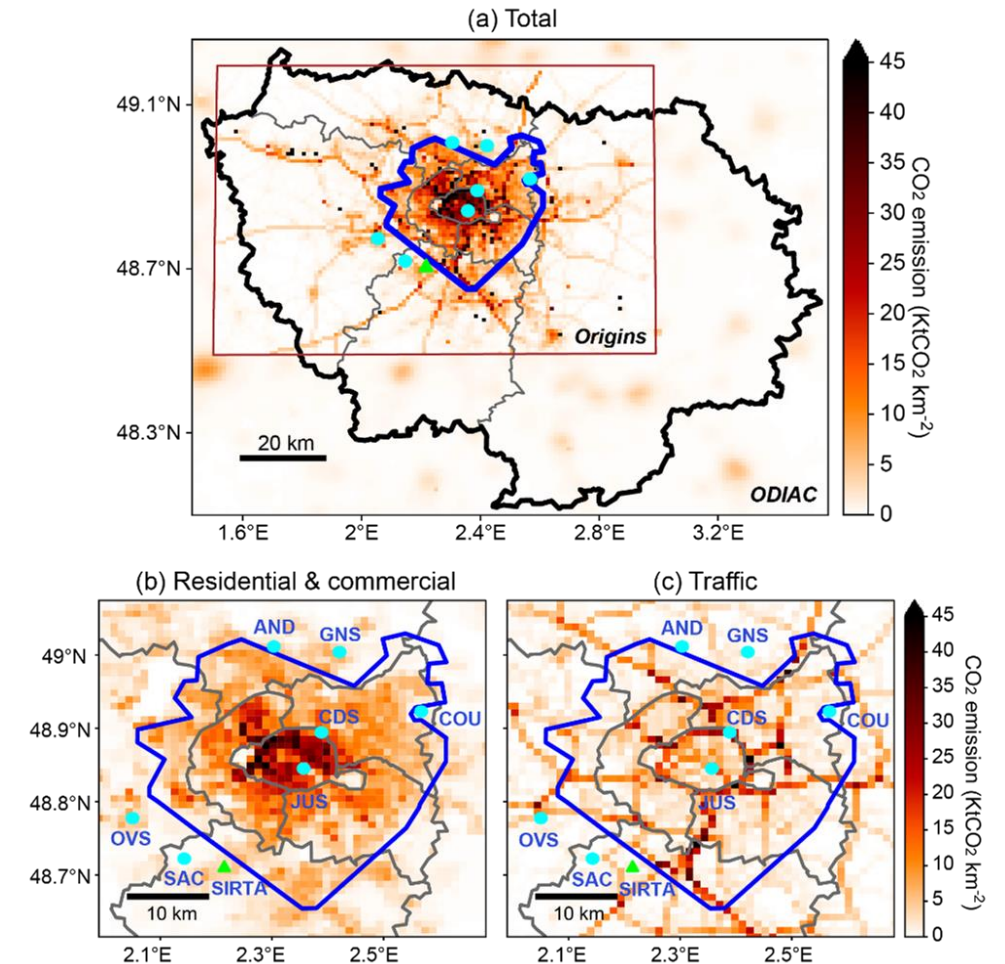 (a) Total
49.1°N
48.7°N
48.3°N
20 km
Origins
ODIAC
1.6°E 2°E 2.4°E 2.8°E 3.2°E
45
40
35
30
25
20
15
10
5
0
CO2 emission (KtCO2 km-2)
(b) Residential & commercial
49°N
48.9°N
48.8°N
48.7°N
AND
GNS
CDS
COU
JUS
OVS
SAC
SIRTA
10 km
2.1°E 2.3°E 2.5°E
(c) Traffic
AND
GNS
CDS
COU
JUS
OVS
SAC
SIRTA
10 km
2.1°E 2.3°E 2.5°E
45
40
35
30
25
20
15
10
5
0
CO2 emission (KtCO2 km-2)